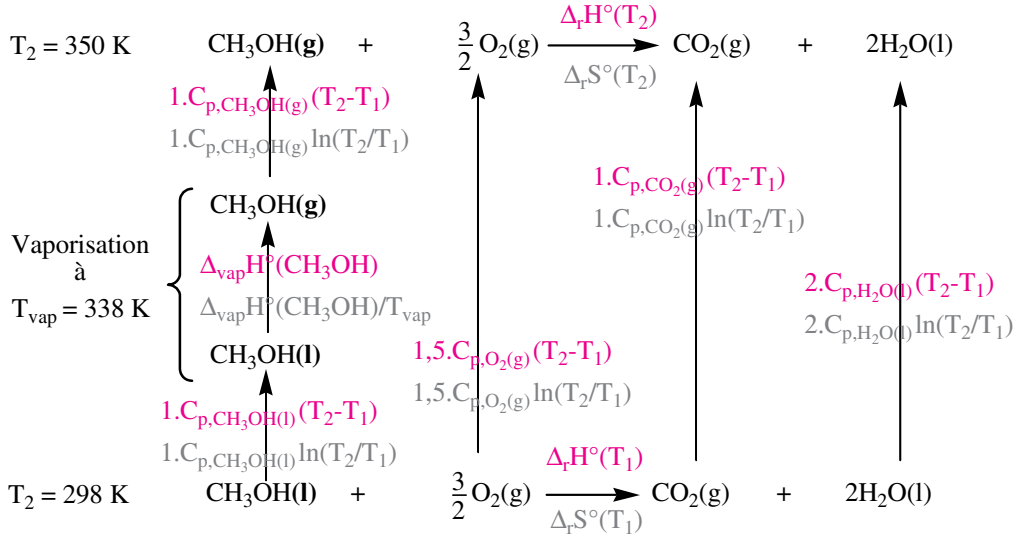 T₂ = 350 K CH₃OH(g) + 3/2 O₂(g) ΔᵣH°(T₂) CO₂(g) + 2H₂O(l)
ΔᵣS°(T₂)
1.Cp,CH₃OH(g)(T₂-T₁)
1.Cp,CH₃OH(g)ln(T₂/T₁)
1.Cp,CO₂(g)(T₂-T₁)
1.Cp,CO₂(g)ln(T₂/T₁)
CH₃OH(g)
Vaporisation
à
Tvap = 338 K
ΔvapH°(CH₃OH)
ΔvapH°(CH₃OH)/Tvap
2.Cp,H₂O(l)(T₂-T₁)
2.Cp,H₂O(l)ln(T₂/T₁)
CH₃OH(l)
1,5.Cp,O₂(g)(T₂-T₁)
1,5.Cp,O₂(g)ln(T₂/T₁)
1.Cp,CH₃OH(l)(T₂-T₁)
1.Cp,CH₃OH(l)ln(T₂/T₁)
T₂ = 298 K CH₃OH(l) + 3/2 O₂(g) ΔᵣH°(T₁) CO₂(g) + 2H₂O(l)
ΔᵣS°(T₁)